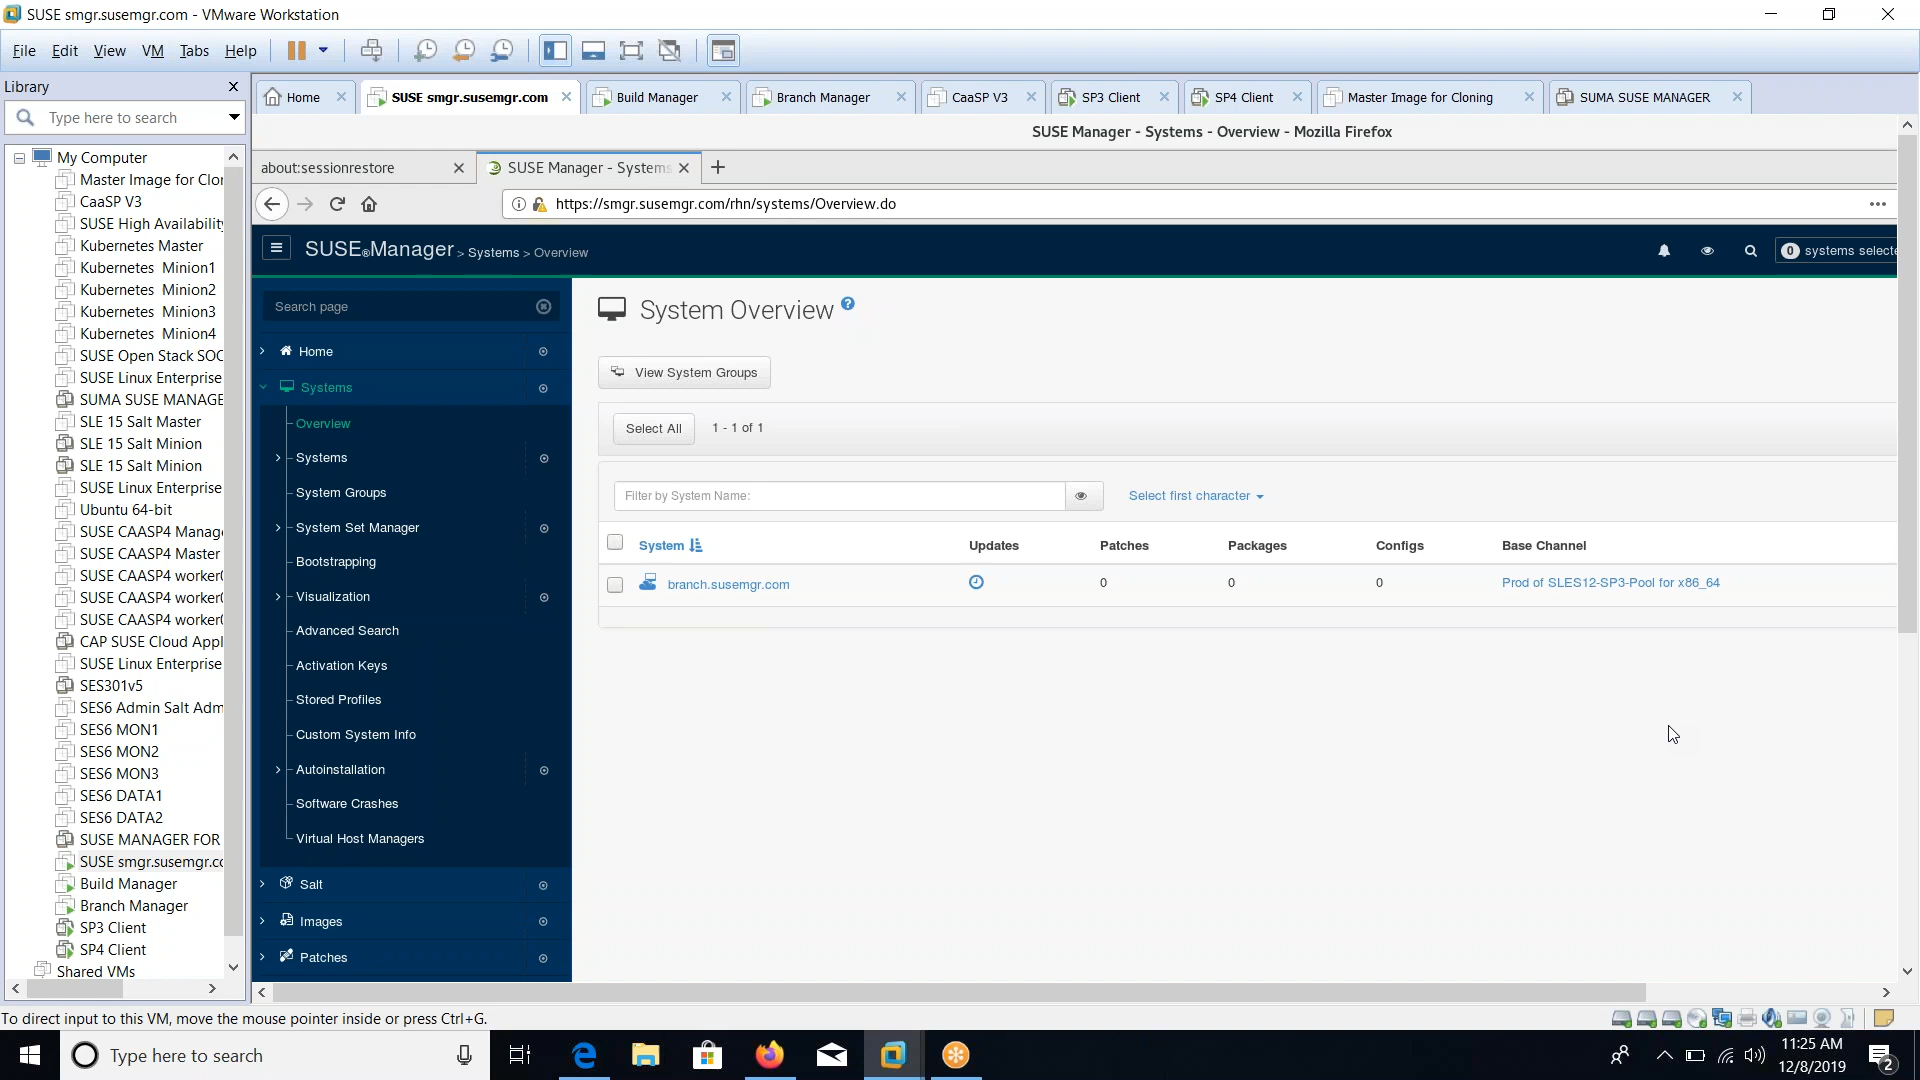 SUSE smgr.susemgr.com - VMware Workstation
File Edit View VM Tabs Help
Library
Type here to search
My Computer
Master Image for Clor
CaaSP V3
SUSE High Availability
Kubernetes Master
Kubernetes Minion1
Kubernetes Minion2
Kubernetes Minion3
Kubernetes Minion4
SUSE Open Stack SOC
SUSE Linux Enterprise
SUMA SUSE MANAGE
SLE 15 Salt Master
SLE 15 Salt Minion
SLE 15 Salt Minion
SUSE Linux Enterprise
Ubuntu 64-bit
SUSE CAASP4 Manag
SUSE CAASP4 Master
SUSE CAASP4 worker
SUSE CAASP4 worker
SUSE CAASP4 worker
CAP SUSE Cloud Appl
SUSE Linux Enterprise
SES301v5
SES6 Admin Salt Adm
SES6 MON1
SES6 MON2
SES6 MON3
SES6 DATA1
SES6 DATA2
SUSE MANAGER FOR
SUSE smgr.susemgr.co
Build Manager
Branch Manager
SP3 Client
SP4 Client
Shared VMs
Home SUSE smgr.susemgr.com Build Manager Branch Manager CaaSP V3 SP3 Client SP4 Client Master Image for Cloning SUMA SUSE MANAGER
SUSE Manager - Systems - Overview - Mozilla Firefox
about:sessionrestore SUSE Manager - Systems
https://smgr.susemgr.com/rhn/systems/Overview.do
SUSE®Manager > Systems > Overview
0 systems selecte
Search page
Home
Systems
Overview
Systems
System Groups
System Set Manager
Bootstrapping
Visualization
Advanced Search
Activation Keys
Stored Profiles
Custom System Info
Autoinstallation
Software Crashes
Virtual Host Managers
Salt
Images
Patches
System Overview ?
View System Groups
Select All 1 - 1 of 1
Filter by System Name: Select first character
System Updates Patches Packages Configs Base Channel
branch.susemgr.com 0 0 0 Prod of SLES12-SP3-Pool for x86_64
To direct input to this VM, move the mouse pointer inside or press Ctrl+G.
Type here to search
11:25 AM
12/8/2019
2